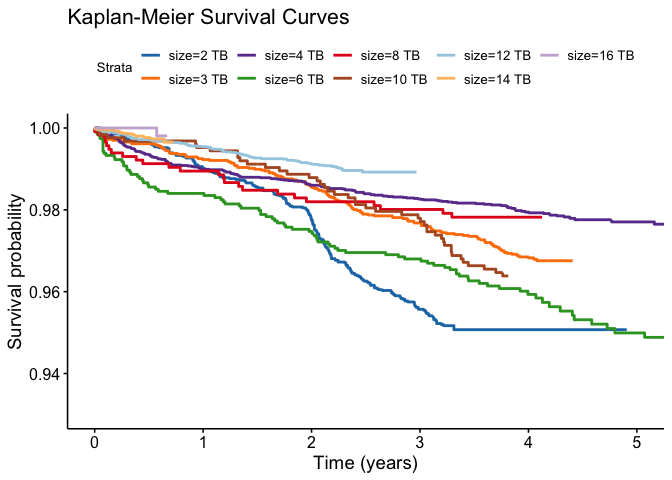 Kaplan-Meier Survival Curves
Strata
size=2 TB size=4 TB size=8 TB size=12 TB size=16 TB
size=3 TB size=6 TB size=10 TB size=14 TB
Survival probability
1.00
0.98
0.96
0.94
0 1 2 3 4 5
Time (years)